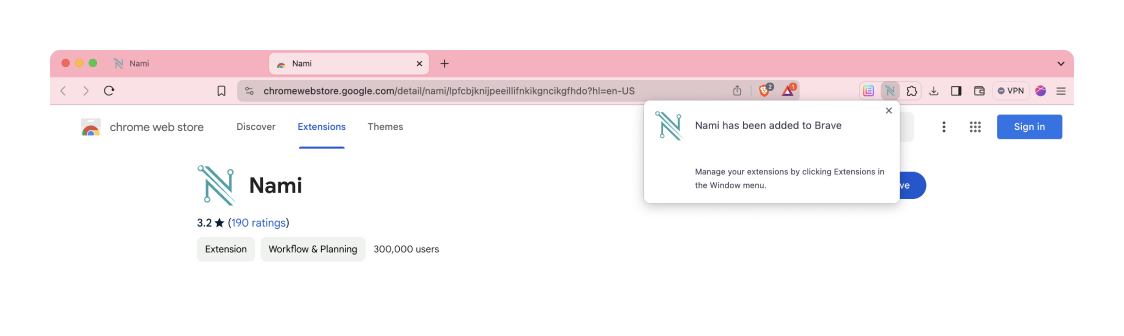 Nami
Nami
chromewebstore.google.com/detail/nami/lpfcbjknijpeeillifnkikgncikgfhdo?hl=en-US
2
1
VPN
chrome web store
Discover
Extensions
Themes
Sign in
Nami has been added to Brave
Manage your extensions by clicking Extensions in
the Window menu.
Nami
3.2 ★ (190 ratings)
Extension
Workflow & Planning
300,000 users